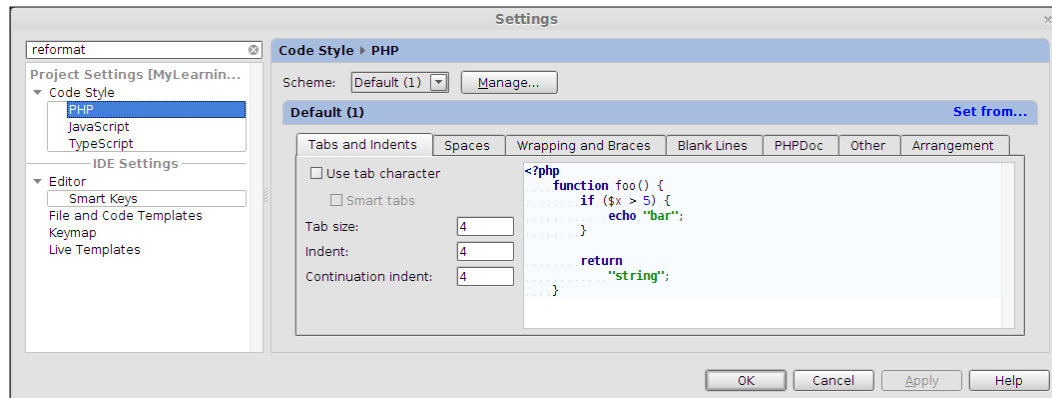 Settings
reformat
Project Settings [MyLearnin...
Code Style
PHP
JavaScript
TypeScript
IDE Settings
Editor
Smart Keys
File and Code Templates
Keymap
Live Templates
Code Style ▸ PHP
Scheme: Default (1) Manage...
Default (1) Set from...
Tabs and Indents Spaces Wrapping and Braces Blank Lines PHPDoc Other Arrangement
Use tab character
Smart tabs
Tab size: 4
Indent: 4
Continuation indent: 4
<?php
function foo() {
if ($x > 5) {
echo "bar";
}
return
"string";
}
OK Cancel Apply Help